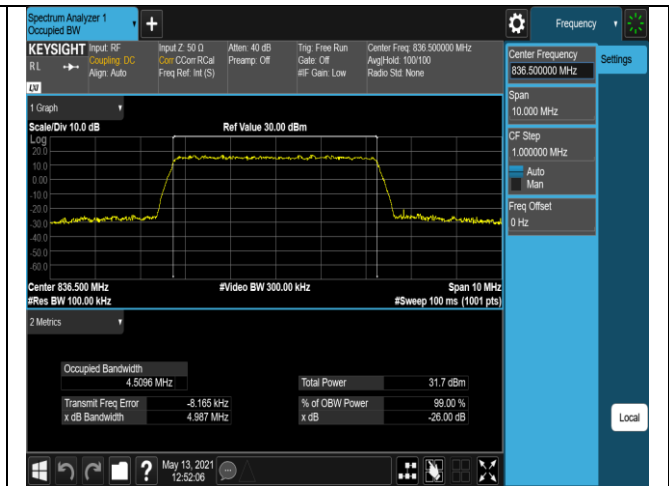 Spectrum Analyzer 1
Occupied BW
+
Frequency
KEYSIGHT
RL
LXI
Input: RF
Coupling: DC
Align: Auto
Input Z: 50 Ω
Corr CCorr RCal
Freq Ref: Int (S)
Atten: 40 dB
Preamp: Off
Trig: Free Run
Gate: Off
#IF Gain: Low
Center Freq: 836.500000 MHz
Avg|Hold: 100/100
Radio Std: None
Center Frequency
836.500000 MHz
Settings
Span
10.000 MHz
CF Step
1.000000 MHz
Auto
Man
Freq Offset
0 Hz
Local
1 Graph
Scale/Div 10.0 dB
Ref Value 30.00 dBm
Log
20.0
10.0
0.00
-10.0
-20.0
-30.0
-40.0
-50.0
-60.0
Center 836.500 MHz
#Video BW 300.00 kHz
Span 10 MHz
#Res BW 100.00 kHz
#Sweep 100 ms (1001 pts)
2 Metrics
Occupied Bandwidth
4.5096 MHz
Total Power 31.7 dBm
Transmit Freq Error -8.165 kHz
% of OBW Power 99.00 %
x dB Bandwidth 4.987 MHz
x dB -26.00 dB
?
May 13, 2021
12:52:06